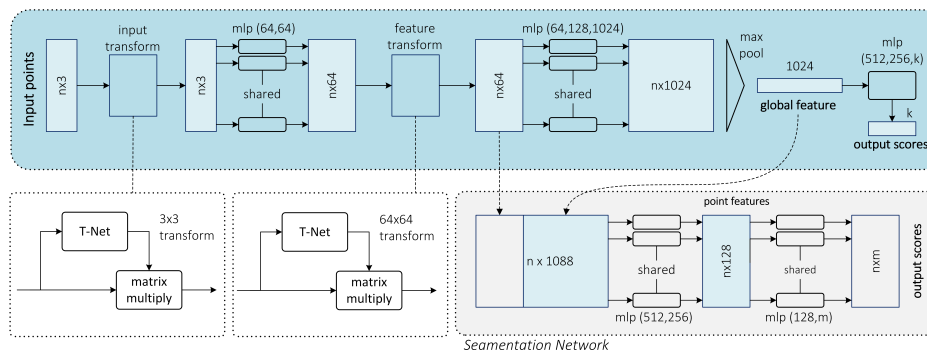 Input points
nx3
input
transform
nx3
mlp (64,64)
shared
nx64
feature
transform
nx64
mlp (64,128,1024)
shared
nx1024
max
pool
1024
global feature
mlp
(512,256,k)
k
output scores
T-Net
3x3
transform
matrix
multiply
T-Net
64x64
transform
matrix
multiply
point features
n x 1088
shared
mlp (512,256)
nx128
shared
mlp (128,m)
nxm
output scores
Segmentation Network